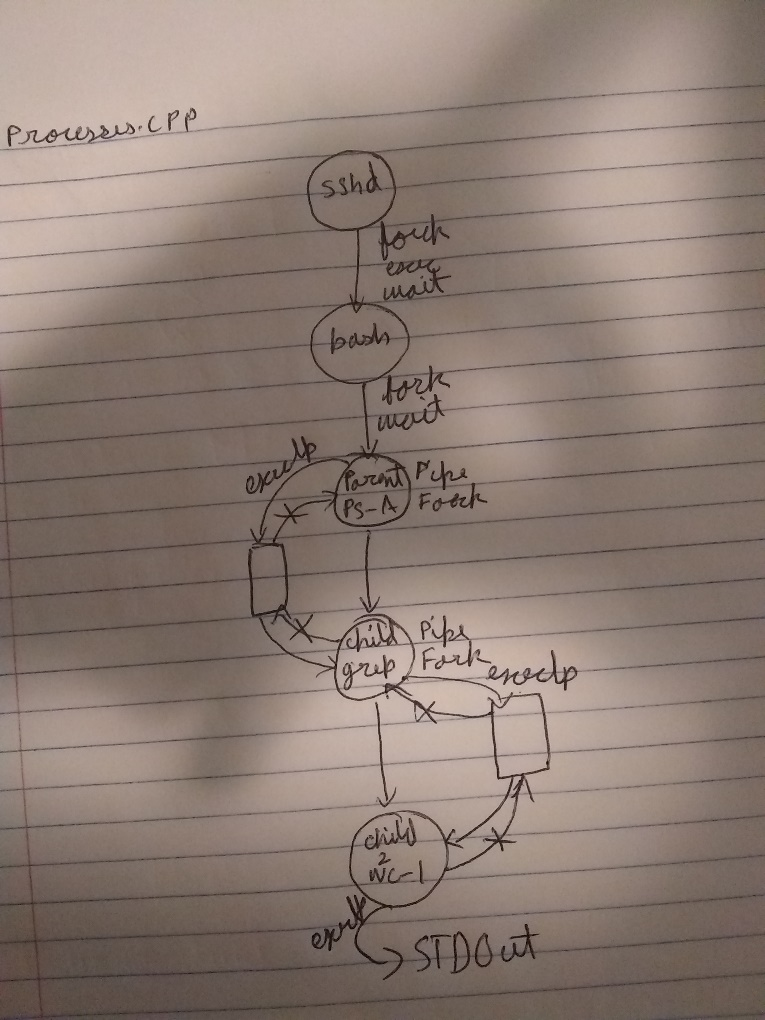 Processes.CPP
sshd
fork
exec
wait
bash
fork
wait
execlp
Parent
PS-A
Pipe
Fork
child
grep
Pipe
Fork
execlp
child
2
WC-l
STDOut